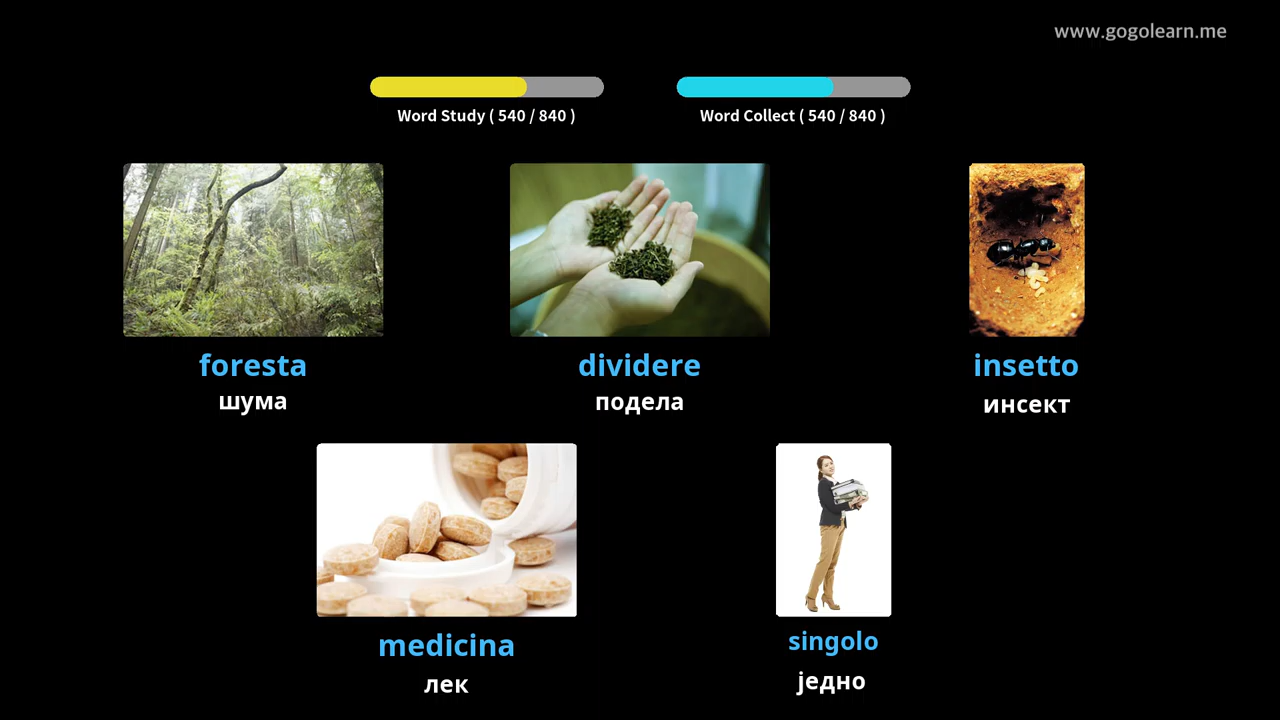 www.gogolearn.me
Word Study ( 540 / 840 )
Word Collect ( 540 / 840 )
foresta
шума
dividere
подела
insetto
инсект
medicina
лек
singolo
једно